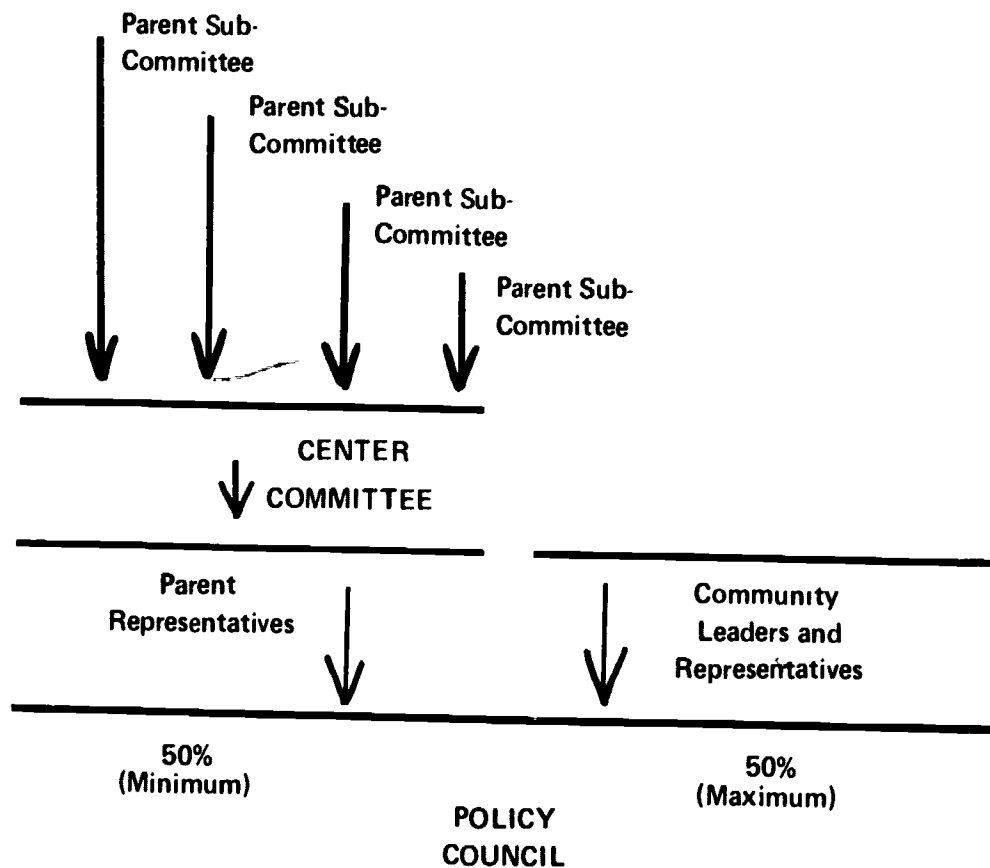 Parent Sub-
Committee
Parent Sub-
Committee
Parent Sub-
Committee
Parent Sub-
Committee
CENTER
COMMITTEE
Parent
Representatives
Community
Leaders and
Representatives
50%
(Minimum)
50%
(Maximum)
POLICY
COUNCIL